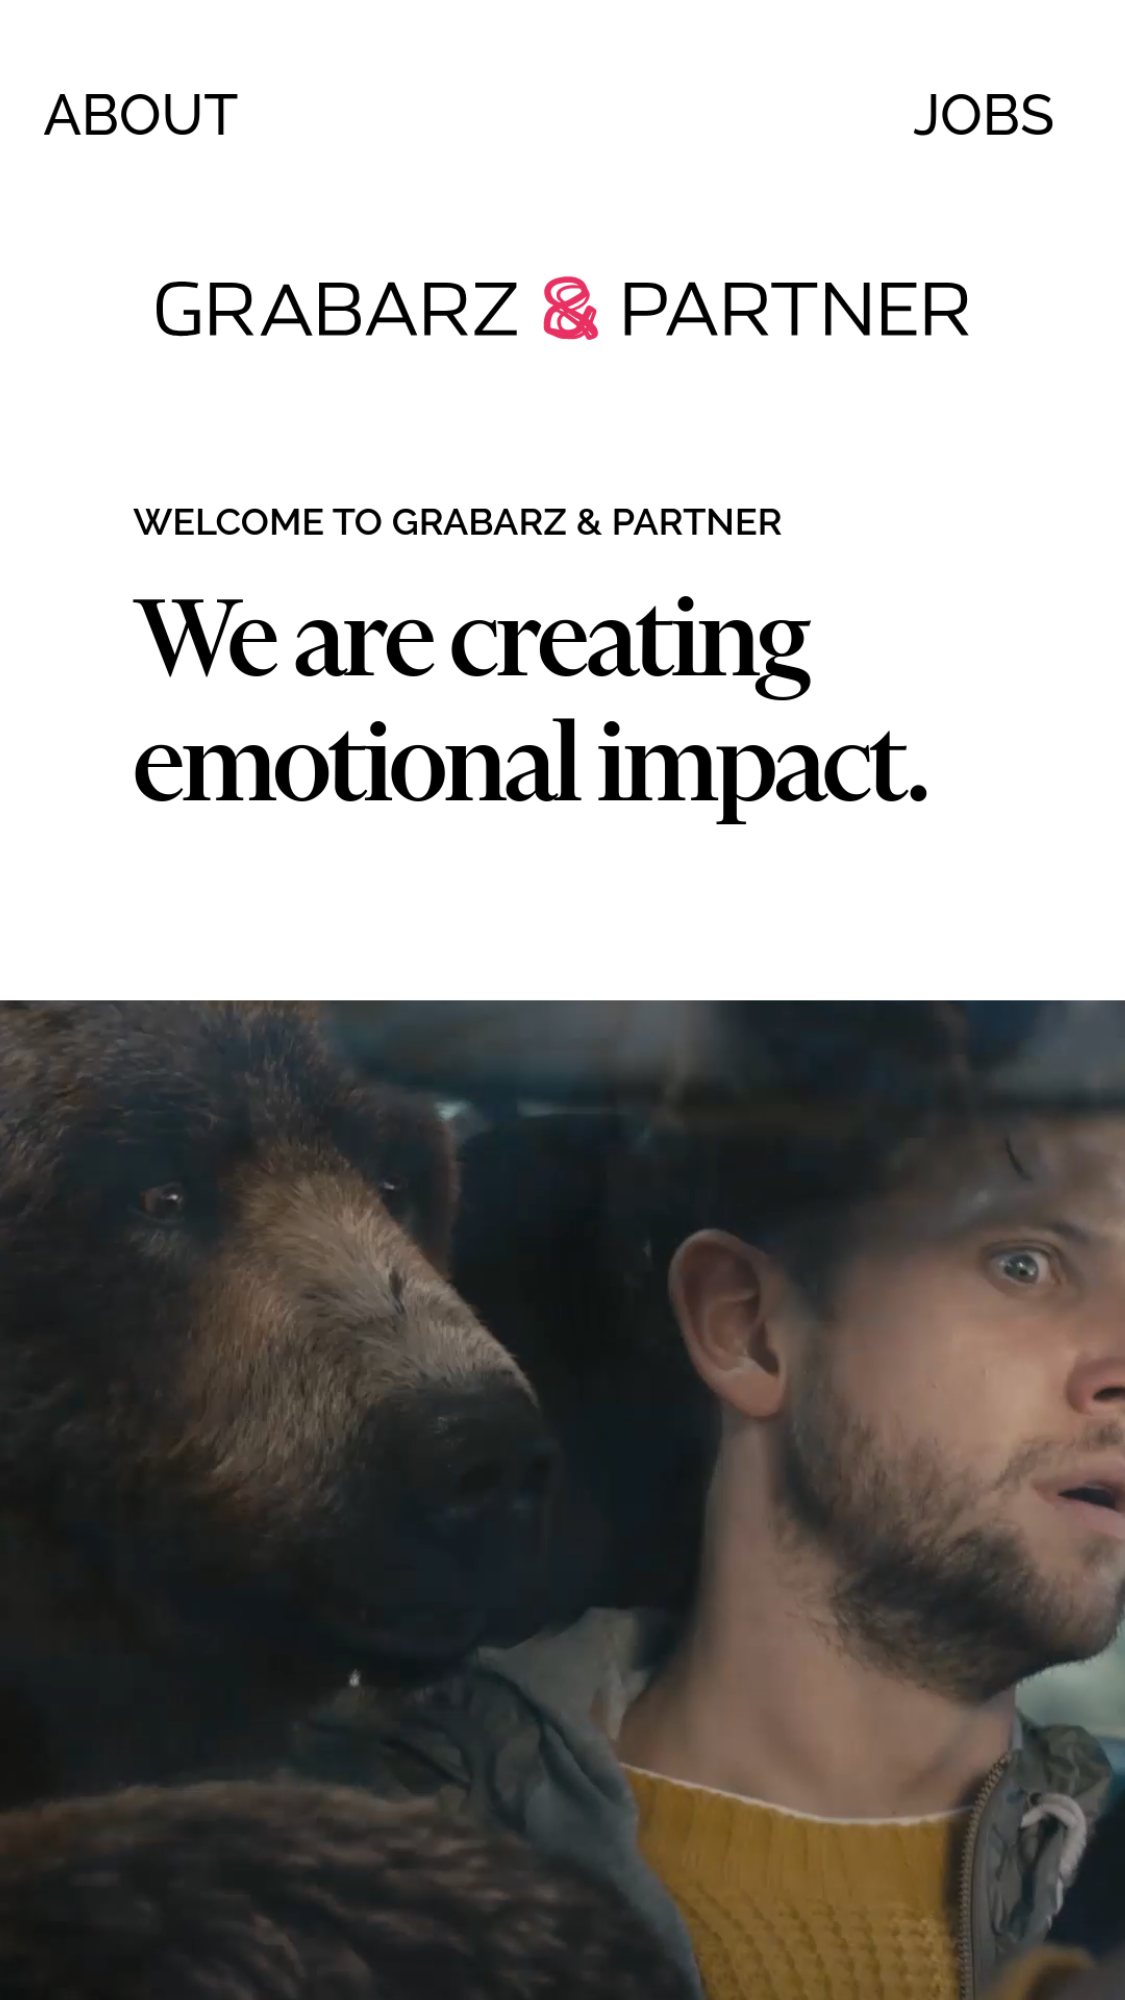 ABOUT
JOBS
GRABARZ & PARTNER
WELCOME TO GRABARZ & PARTNER
We are creating
emotional impact.